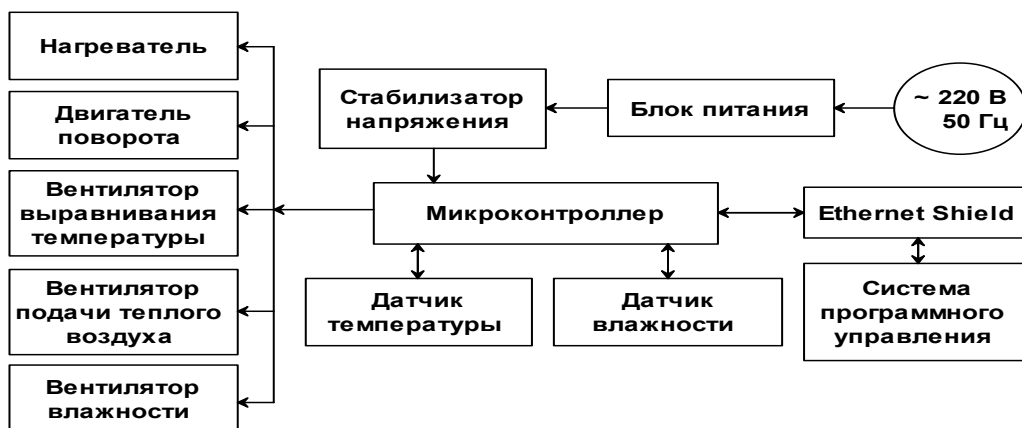 Нагреватель
Двигатель
поворота
Вентилятор
выравнивания
температуры
Вентилятор
подачи теплого
воздуха
Вентилятор
влажности
Стабилизатор
напряжения
Блок питания
~ 220 В
50 Гц
Микроконтроллер
Ethernet Shield
Датчик
температуры
Датчик
влажности
Система
программного
управления